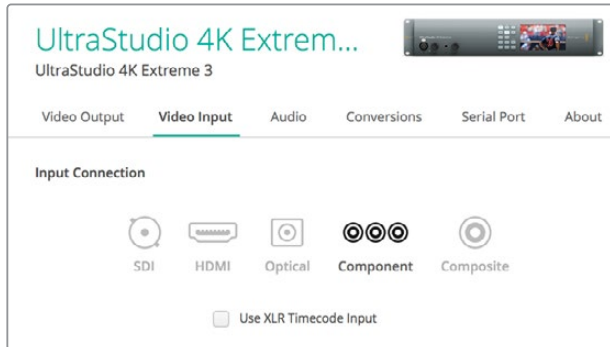 UltraStudio 4K Extrem...
UltraStudio 4K Extreme 3
Video Output Video Input Audio Conversions Serial Port About
Input Connection
SDI HDMI Optical Component Composite
Use XLR Timecode Input